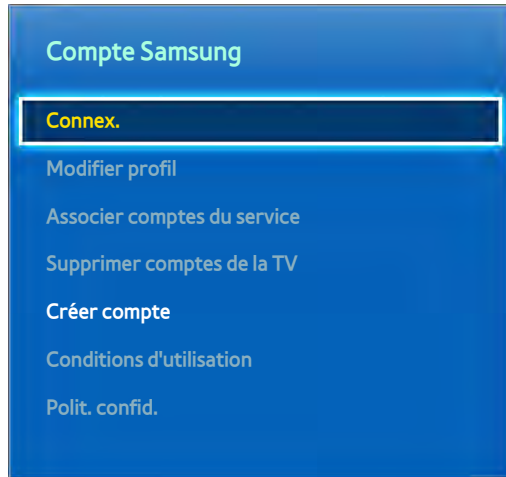 Compte Samsung
Connex.
Modifier profil
Associer comptes du service
Supprimer comptes de la TV
Créer compte
Conditions d'utilisation
Polit. confid.